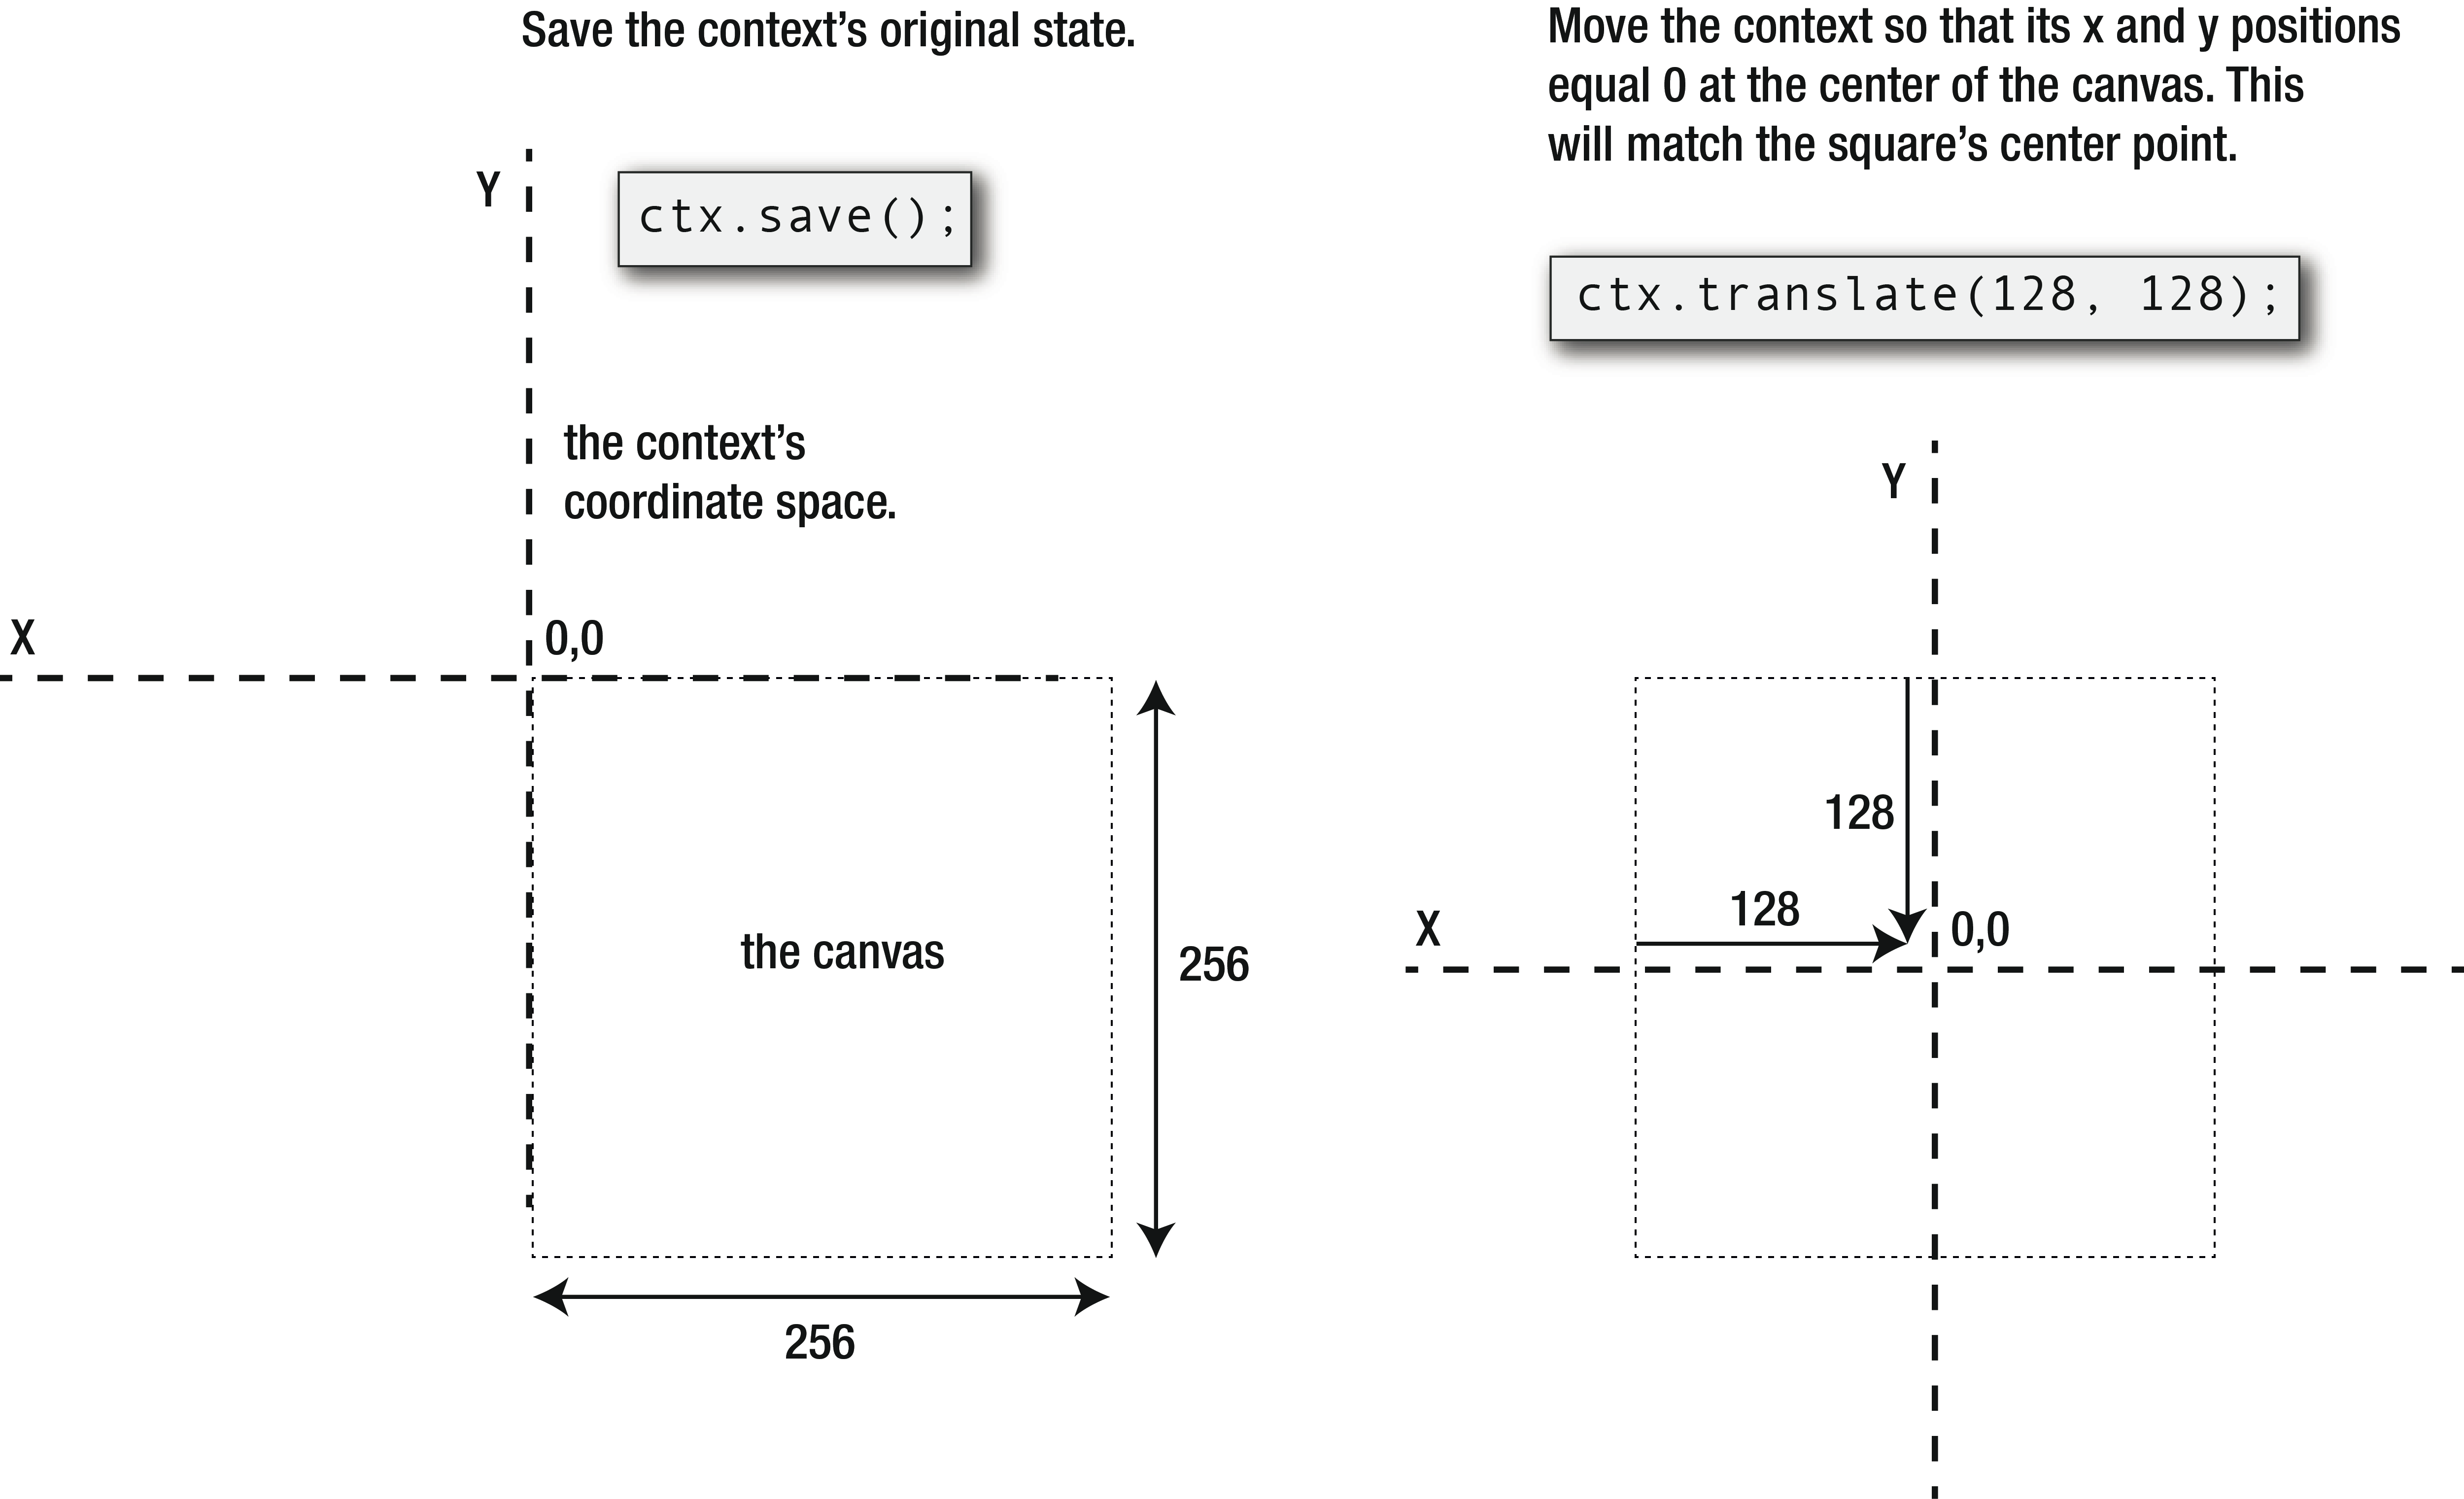 Save the context’s original state.
Y
ctx.save();
the context’s
coordinate space.
X
0,0
the canvas
256
256
Move the context so that its x and y positions
equal 0 at the center of the canvas. This
will match the square’s center point.
ctx.translate(128, 128);
Y
128
128
X
0,0